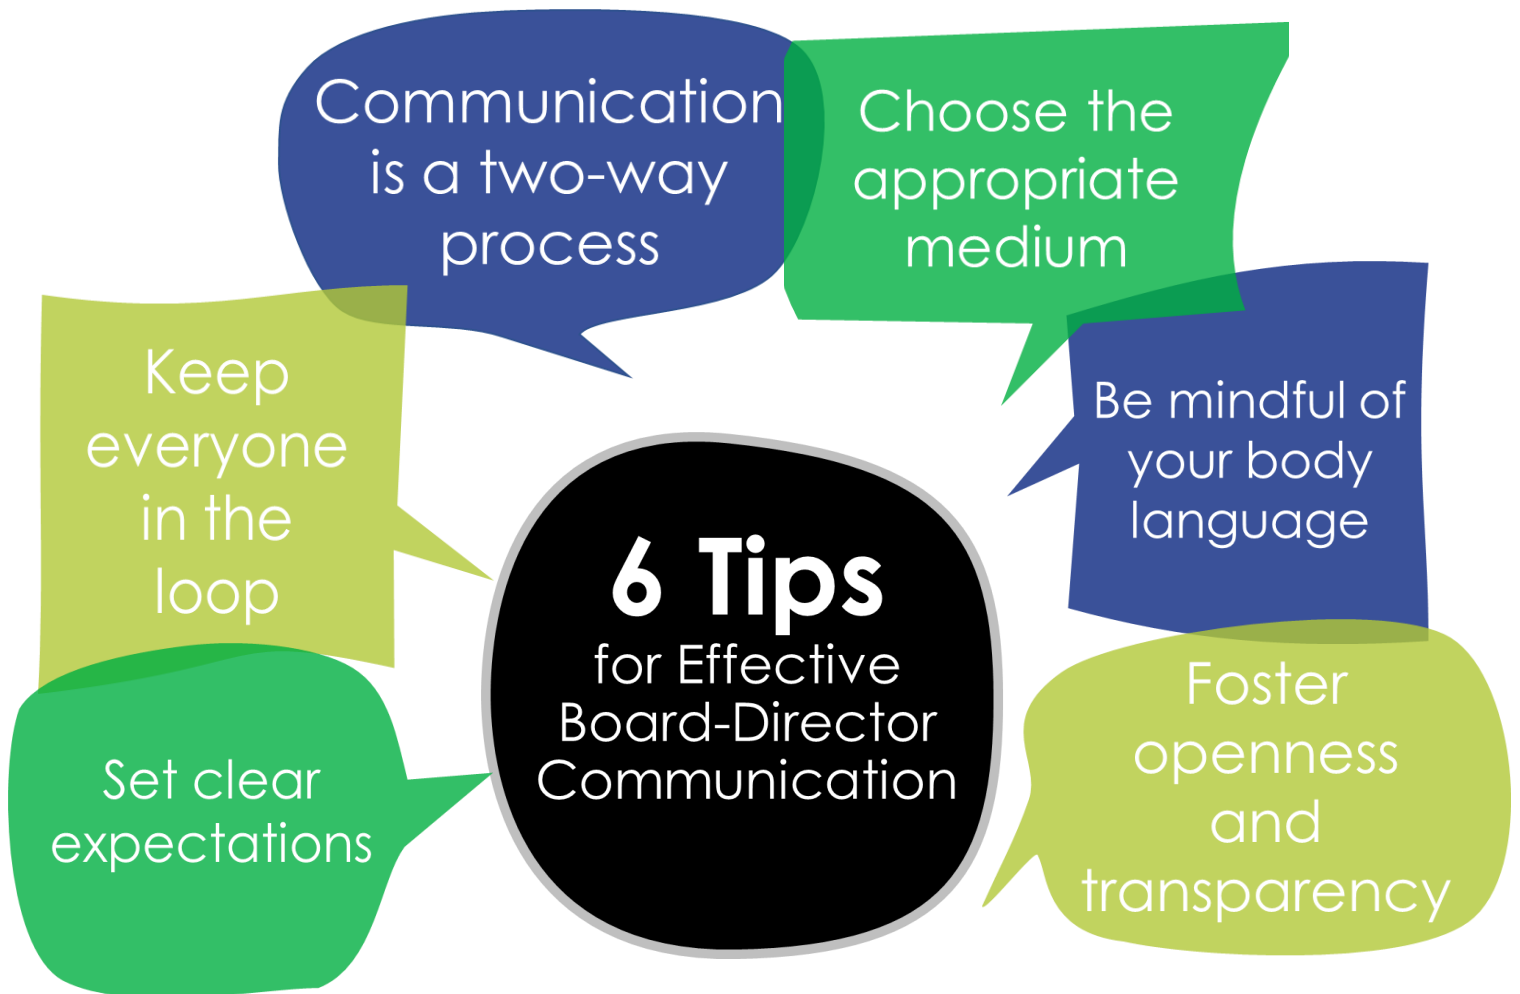 Communication
is a two-way
process
Choose the
appropriate
medium
Keep
everyone
in the
loop
Be mindful of
your body
language
6 Tips
for Effective
Board-Director
Communication
Set clear
expectations
Foster
openness
and
transparency